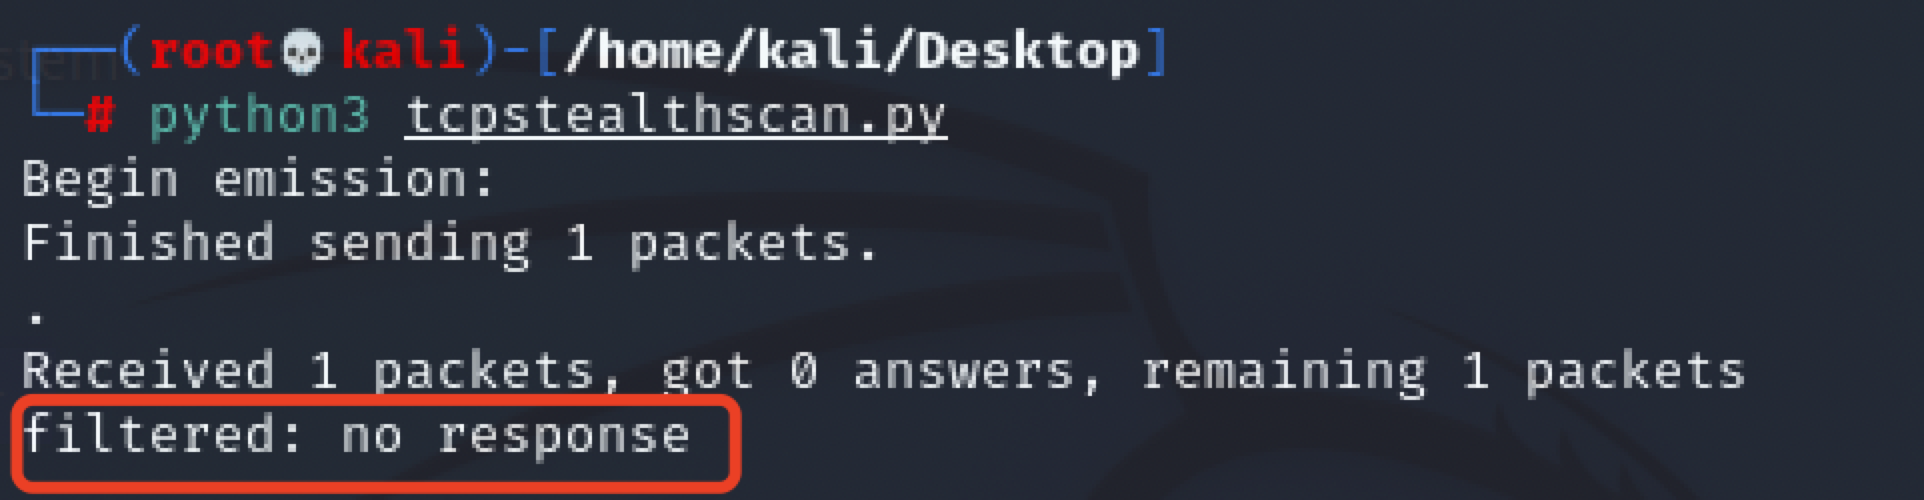 ┌──(root💀kali)-[/home/kali/Desktop]
└─# python3 tcpstealthscan.py
Begin emission:
Finished sending 1 packets.
.
Received 1 packets, got 0 answers, remaining 1 packets
filtered: no response